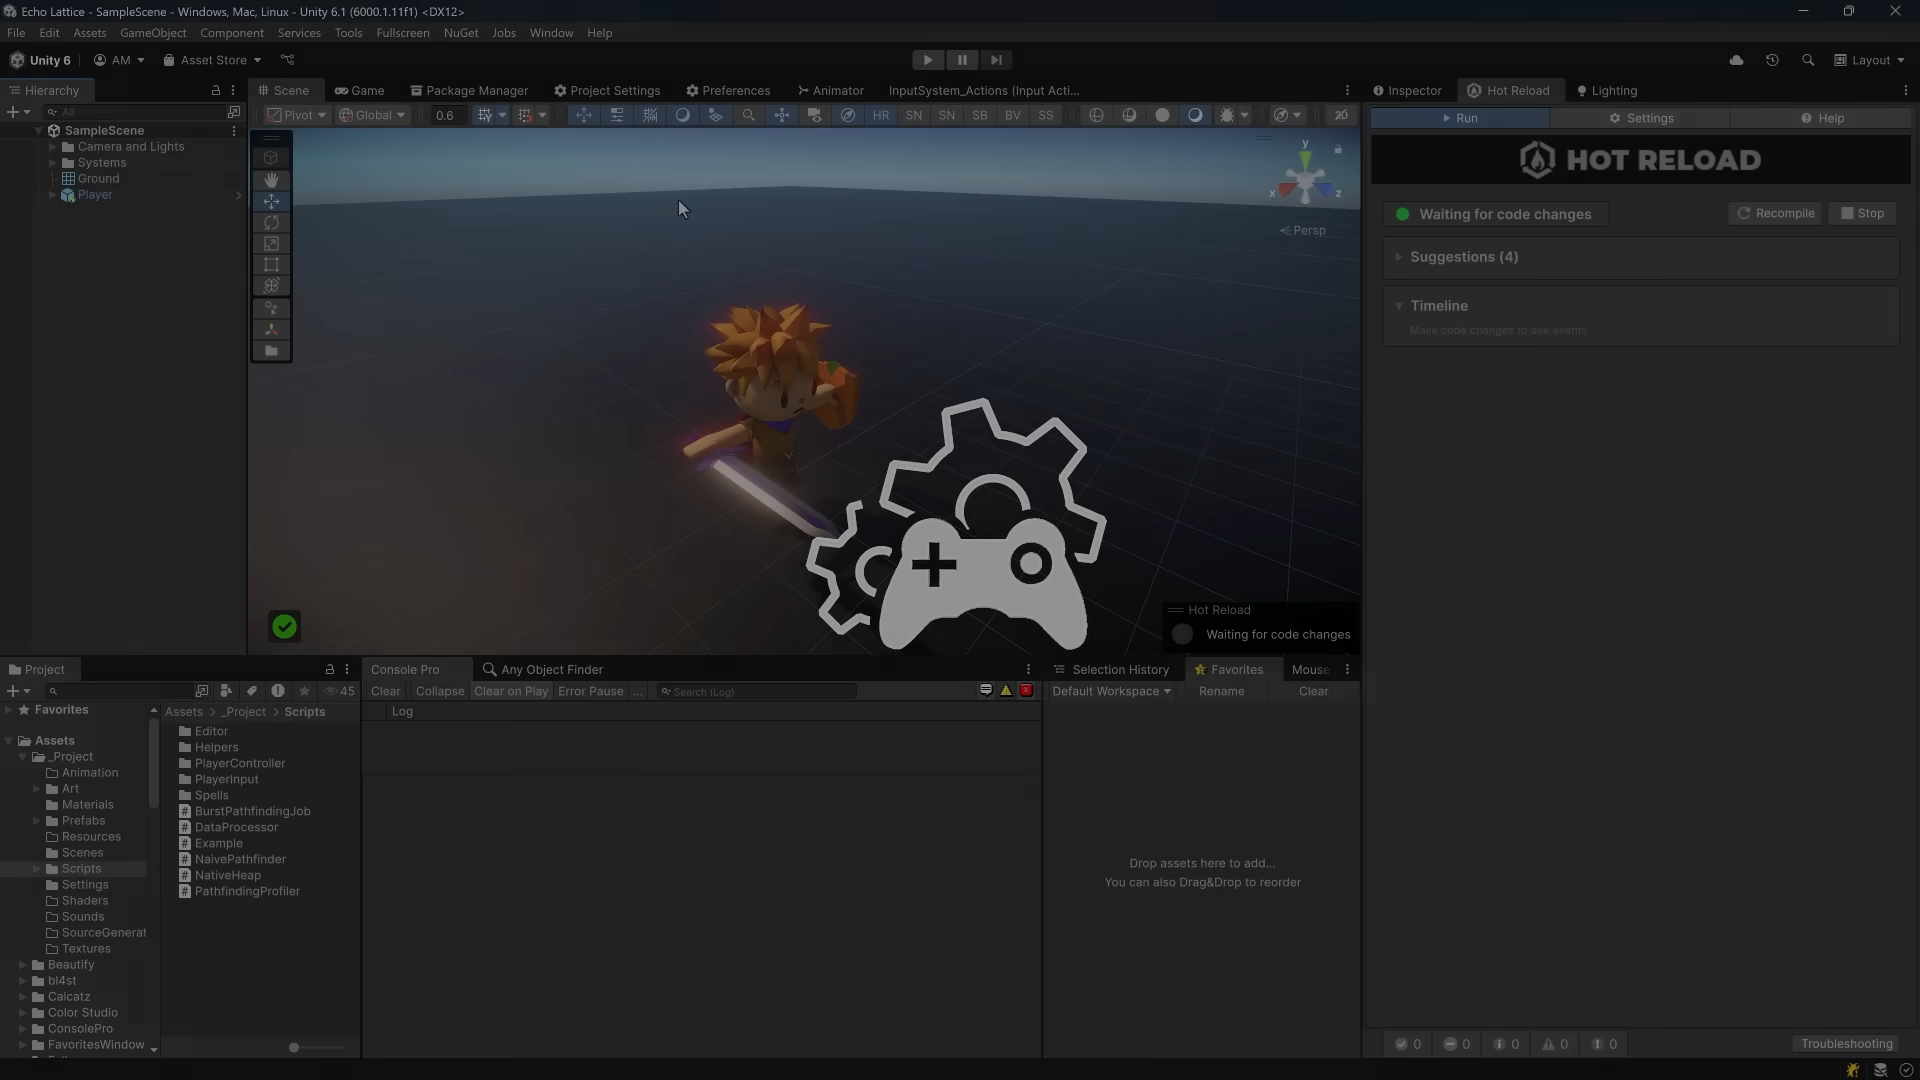 Echo Lattice - SampleScene - Windows, Mac, Linux - Unity 6.1 (6000.1.11f1) <DX12>
File Edit Assets GameObject Component Services Tools Fullscreen NuGet Jobs Window Help
Unity 6 AM Asset Store Layout
Hierarchy
All
SampleScene
Camera and Lights
Systems
Ground
Player
Scene Game Package Manager Project Settings Preferences Animator InputSystem_Actions (Input Acti...
Pivot Global 0.6 HR SN SN SB BV SS 2D
y
x z
Persp
Hot Reload
Waiting for code changes
Inspector Hot Reload Lighting
Run Settings Help
HOT RELOAD
Waiting for code changes Recompile Stop
Suggestions (4)
Timeline
Make code changes to see events
Project
45
Favorites
Assets
_Project
Animation
Art
Materials
Prefabs
Resources
Scenes
Scripts
Settings
Shaders
Sounds
SourceGenerat
Textures
Beautify
bl4st
Calcatz
Color Studio
ConsolePro
FavoritesWindow
Assets > _Project > Scripts
Editor
Helpers
PlayerController
PlayerInput
Spells
BurstPathfindingJob
DataProcessor
Example
NaivePathfinder
NativeHeap
PathfindingProfiler
Console Pro Any Object Finder
Clear Collapse Clear on Play Error Pause ... Search (Log)
Log
Selection History Favorites Mouse
Default Workspace Rename Clear
Drop assets here to add...
You can also Drag&Drop to reorder
0 0 0 0 0 Troubleshooting